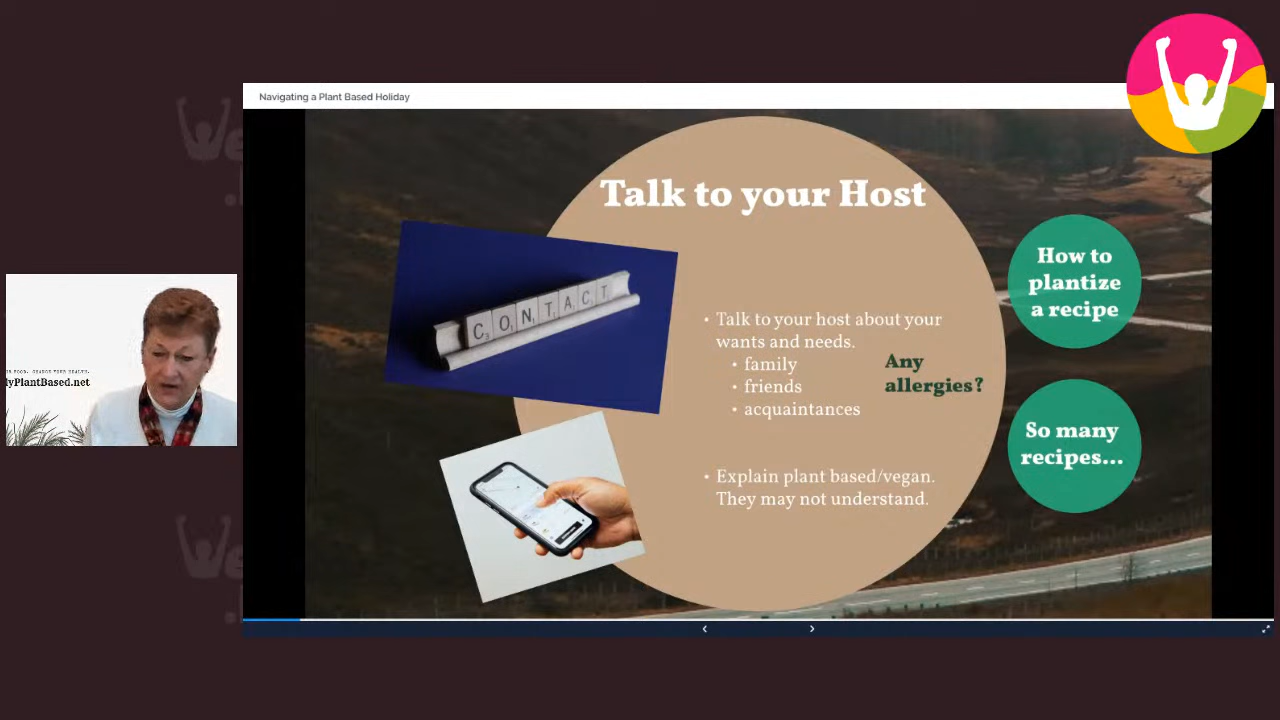 Navigating a Plant Based Holiday
Talk to your Host
CONTACT
• Talk to your host about your
wants and needs.
• family
• friends
• acquaintances
Any
allergies?
• Explain plant based/vegan.
They may not understand.
How to
plantize
a recipe
So many
recipes...
PlantBased.net